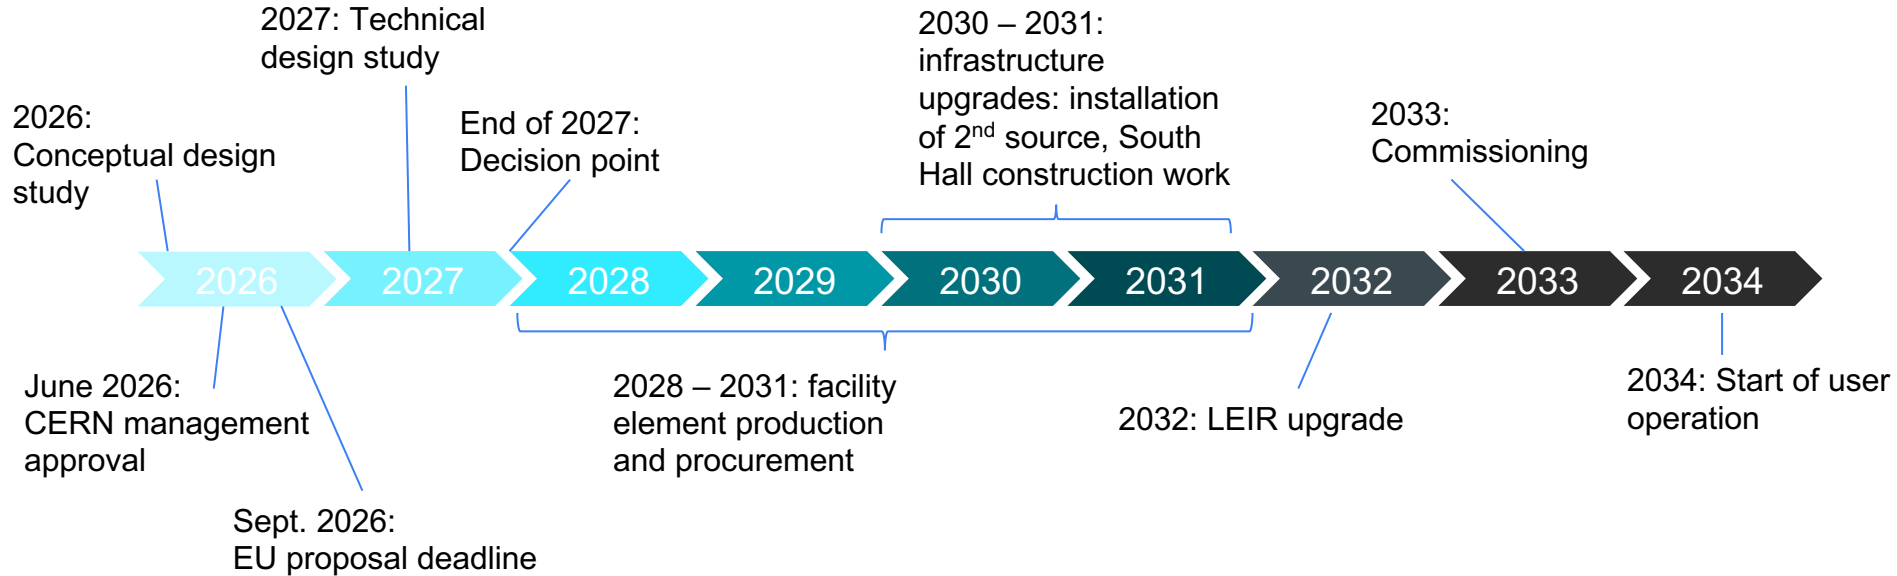 2027: Technical
design study
2030 – 2031:
infrastructure
upgrades: installation
of 2nd source, South
Hall construction work
2026:
Conceptual design
study
End of 2027:
Decision point
2033:
Commissioning
2026
2027
2028
2029
2030
2031
2032
2033
2034
June 2026:
CERN management
approval
2028 – 2031: facility
element production
and procurement
2032: LEIR upgrade
2034: Start of user
operation
Sept. 2026:
EU proposal deadline